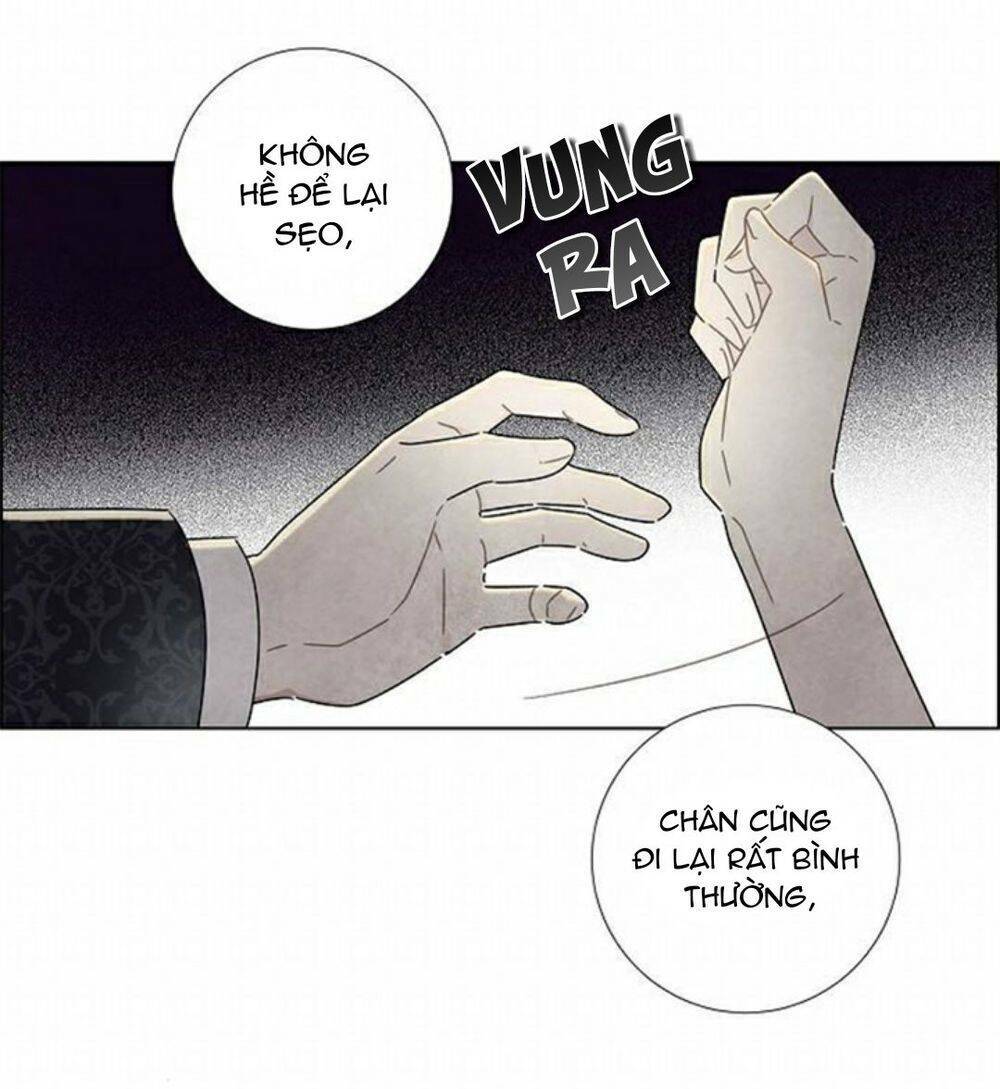 KHÔNG
HỀ ĐỂ LẠI
SẸO,
VUNG
RA
CHÂN CŨNG
ĐI LẠI RẤT BÌNH
THƯỜNG,